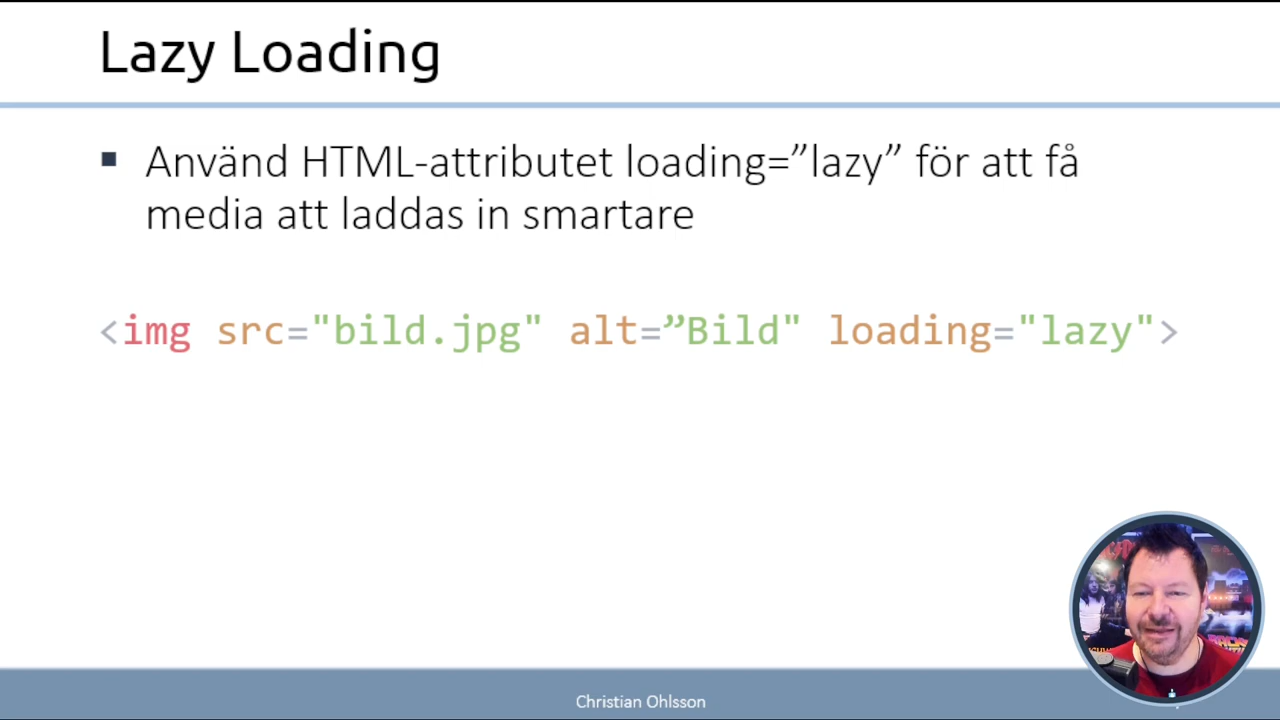 Lazy Loading
▪ Använd HTML-attributet loading=”lazy” för att få
media att laddas in smartare
<img src="bild.jpg" alt=”Bild" loading="lazy">
Christian Ohlsson